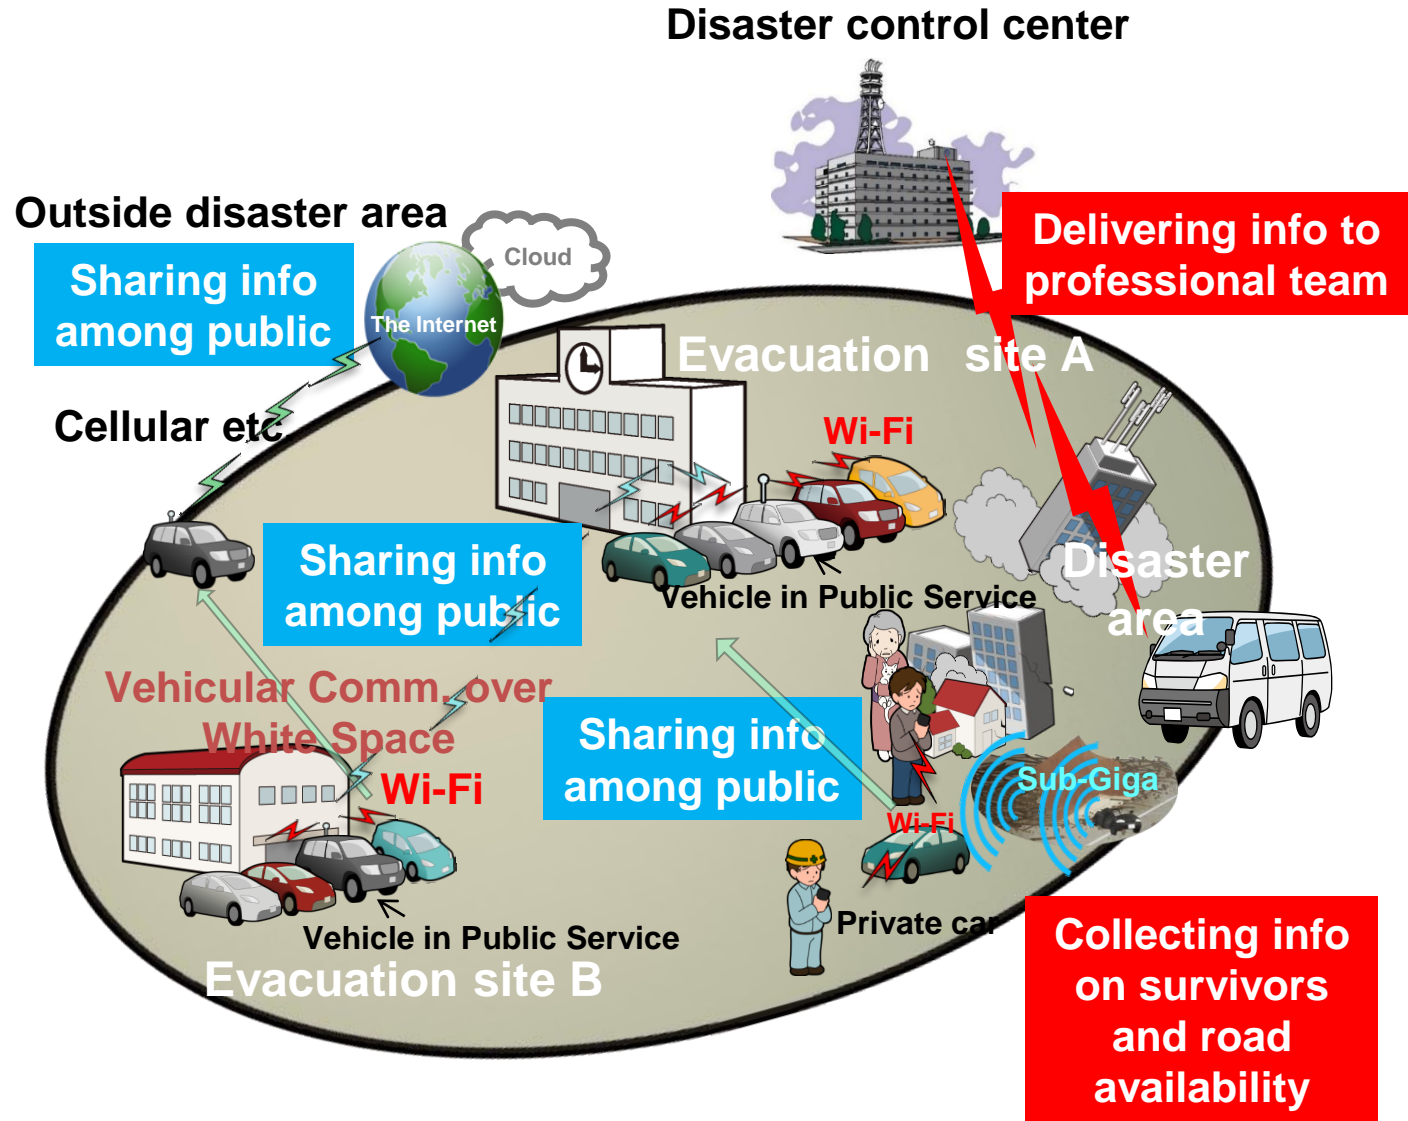 Disaster control center
Outside disaster area
Sharing info
among public
Cloud
The Internet
Delivering info to
professional team
Evacuation site A
Cellular etc
Wi-Fi
Sharing info
among public
Vehicle in Public Service
Disaster
area
Vehicular Comm. over
White Space
Wi-Fi
Sharing info
among public
Sub-Giga
Wi-Fi
Private car
Vehicle in Public Service
Evacuation site B
Collecting info
on survivors
and road
availability